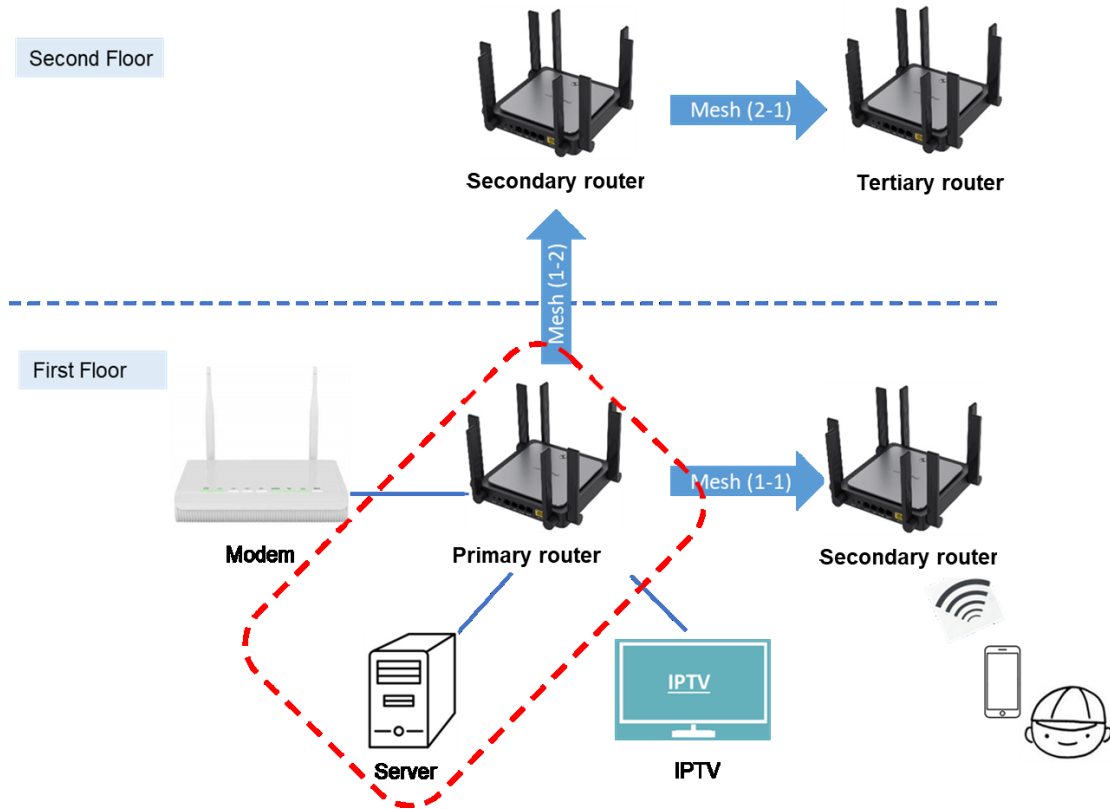 Second Floor
Mesh (2-1)
Secondary router
Tertiary router
Mesh (1-2)
First Floor
Mesh (1-1)
Modem
Primary router
Secondary router
IPTV
Server
IPTV